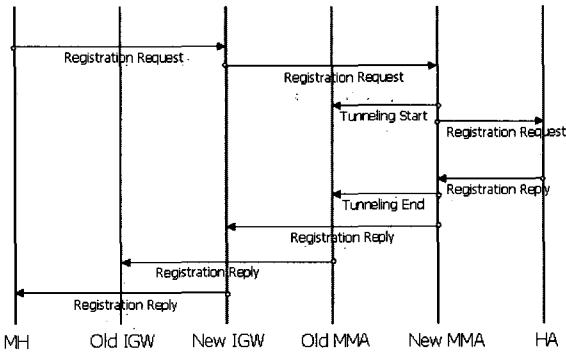 Registration Request
Registration Request
Tunneling Start
Registration Request
Registration Reply
Tunneling End
Registration Reply
Registration Reply
Registration Reply
MH Old IGW New IGW Old MMA New MMA HA